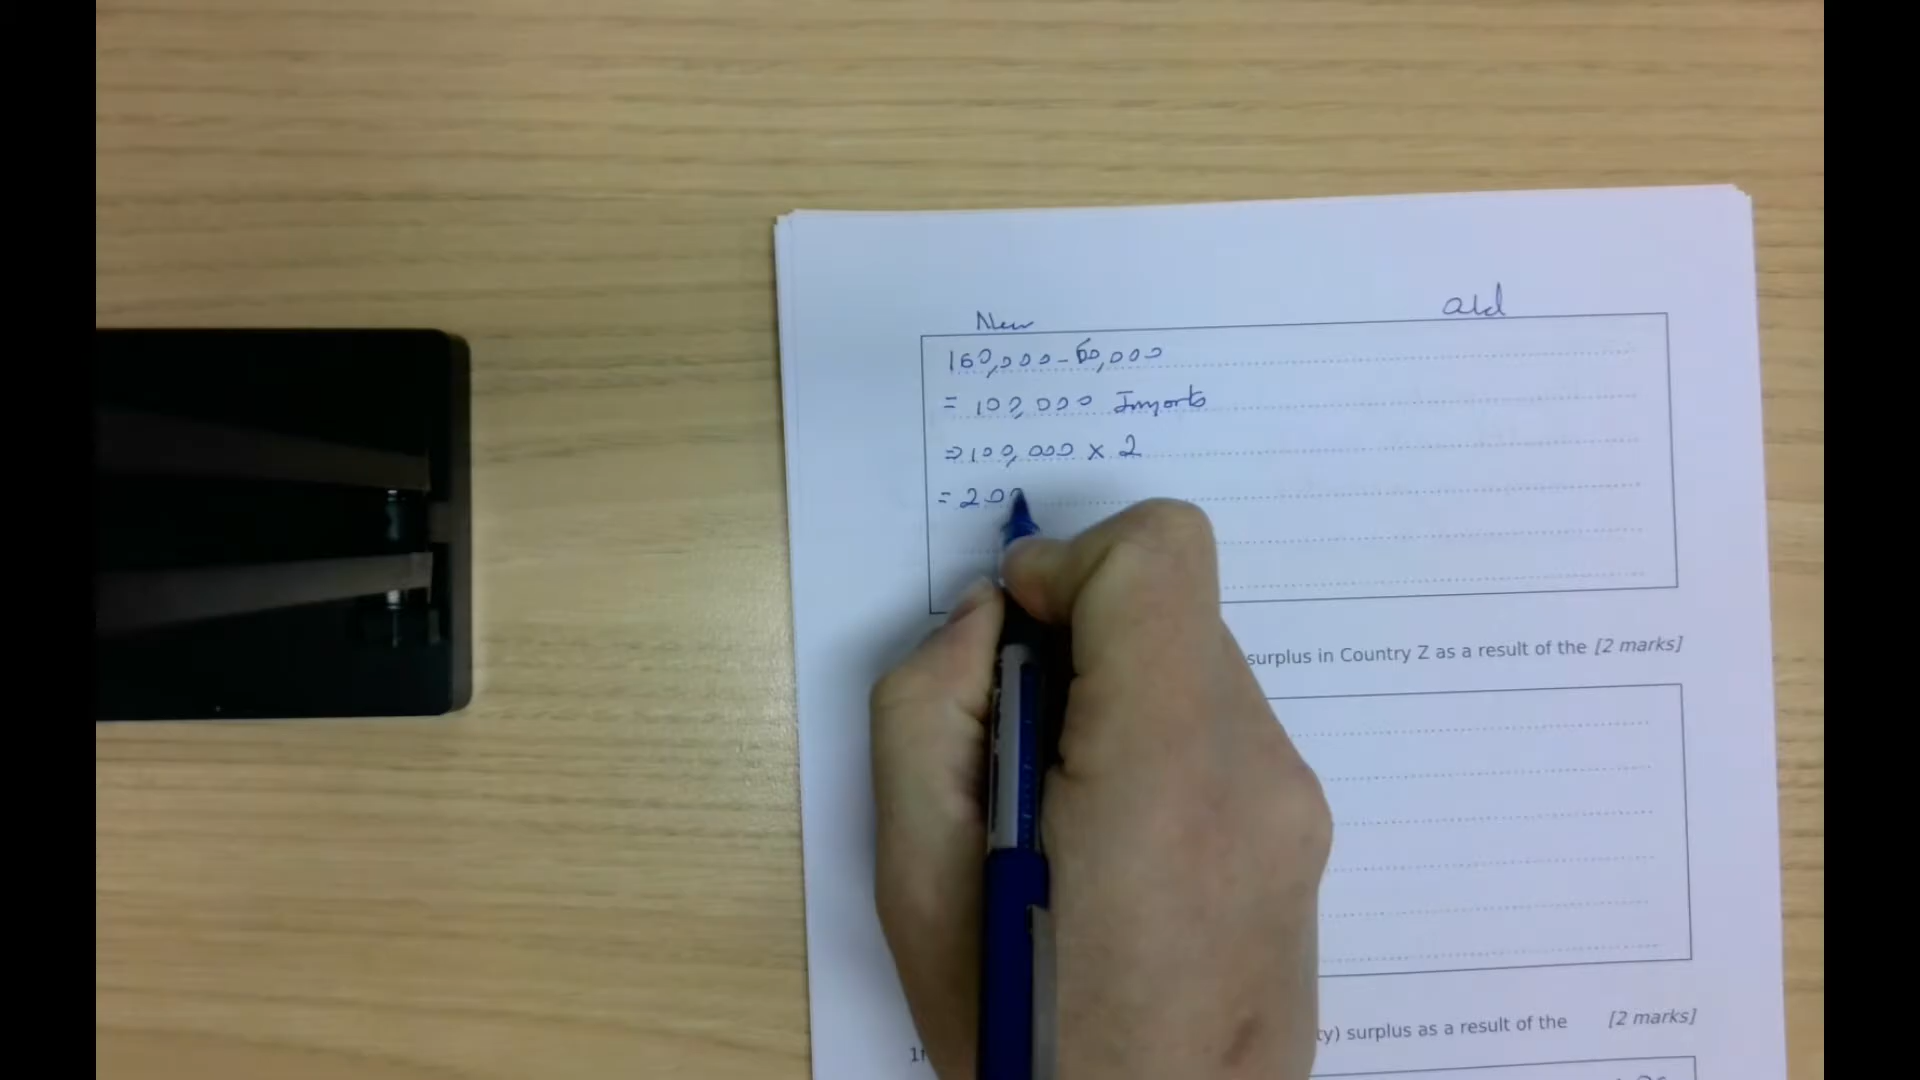 New
old
160,000 - 60,000
= 100,000 Imports
⇒ 100,000 x 2
= 200
surplus in Country Z as a result of the [2 marks]
ty) surplus as a result of the [2 marks]